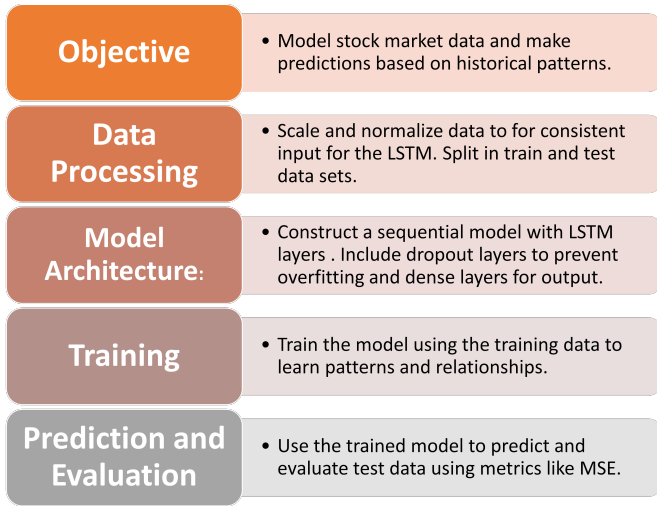 Objective
• Model stock market data and make
predictions based on historical patterns.
Data
Processing
• Scale and normalize data to for consistent
input for the LSTM. Split in train and test
data sets.
Model
Architecture:
• Construct a sequential model with LSTM
layers . Include dropout layers to prevent
overfitting and dense layers for output.
Training
• Train the model using the training data to
learn patterns and relationships.
Prediction and
Evaluation
• Use the trained model to predict and
evaluate test data using metrics like MSE.